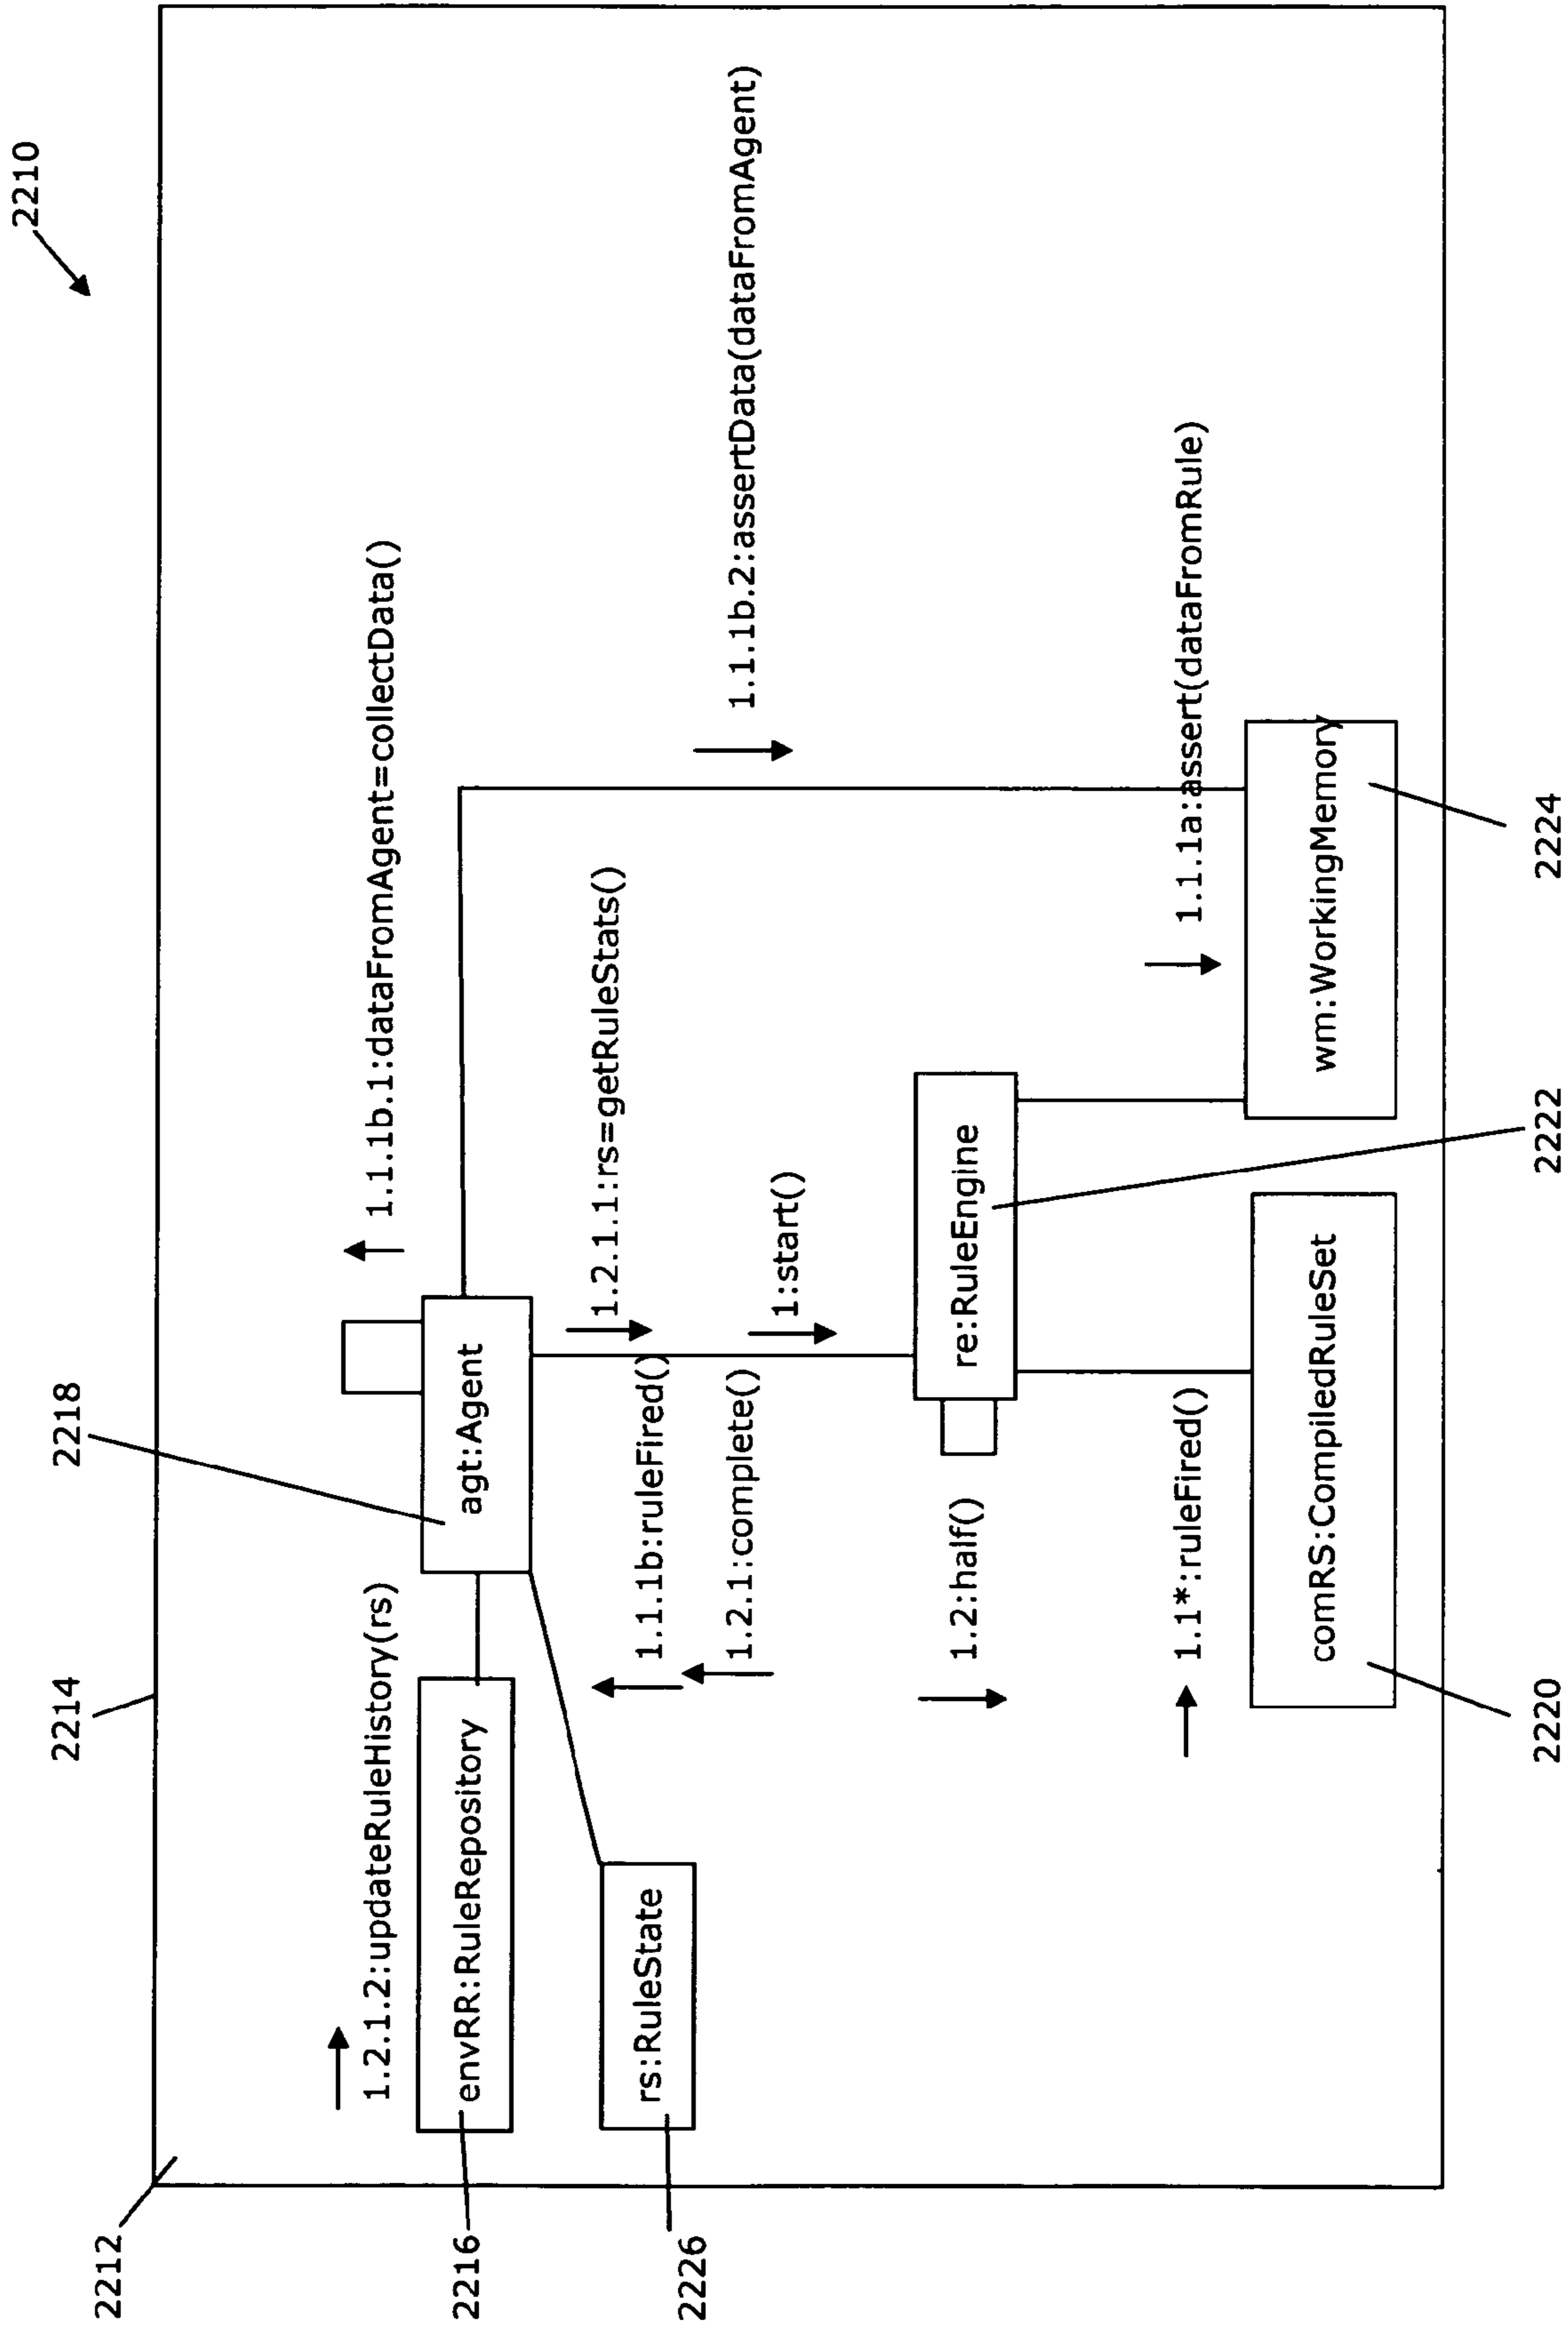 2210
1.1.1b.1:dataFromAgent=collectData()
2218
2214
1.2.1.2:updateRuleHistory(rs)
2212
agt:Agent
envRR:RuleRepository
2216
1.2.1.1:rs=getRuleStats()
1.1.1b:ruleFired()
rs:RuleState
2226
1.1.1b.2:assertData(dataFromAgent)
1:start()
1.2.1:complete()
re:RuleEngine
1.2:half()
1.1.1a:assert(dataFromRule)
1.1*:ruleFired()
wm:WorkingMemory
comRS:CompiledRuleSet
2224
2222
2220